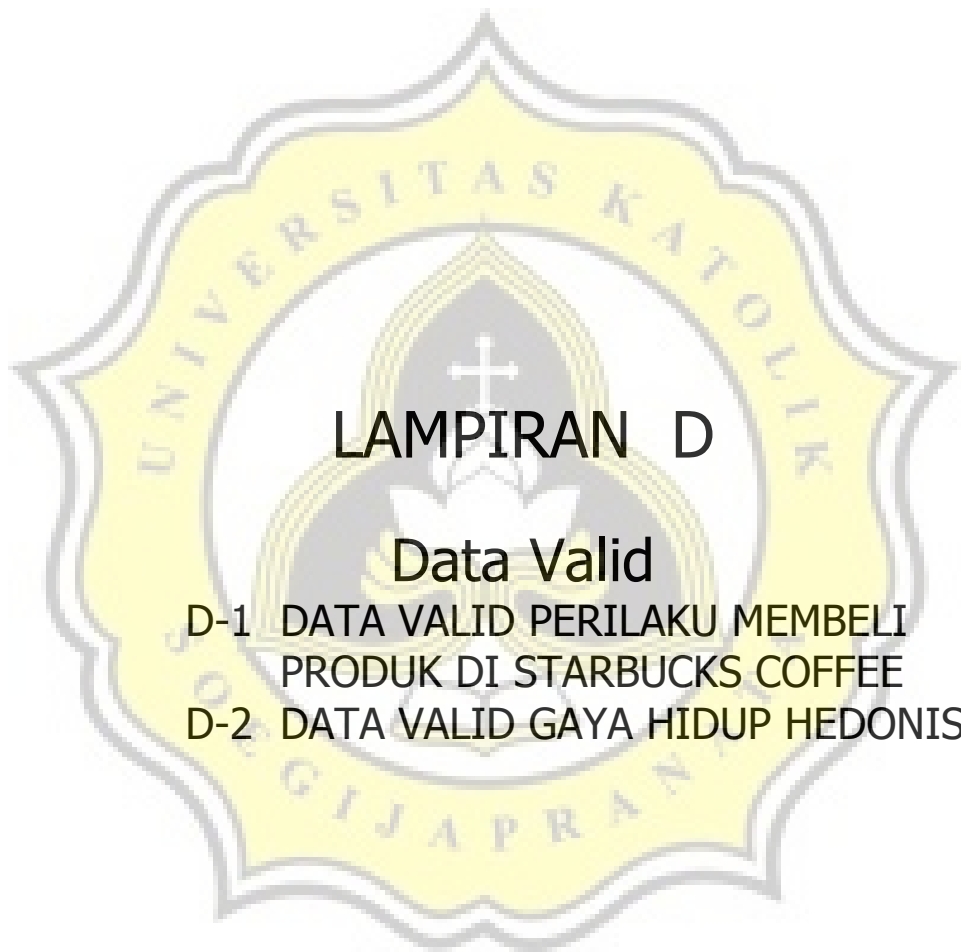 UNIVERSITAS KATOLIK
LAMPIRAN D
Data Valid
D-1 DATA VALID PERILAKU MEMBELI
PRODUK DI STARBUCKS COFFEE
D-2 DATA VALID GAYA HIDUP HEDONIS